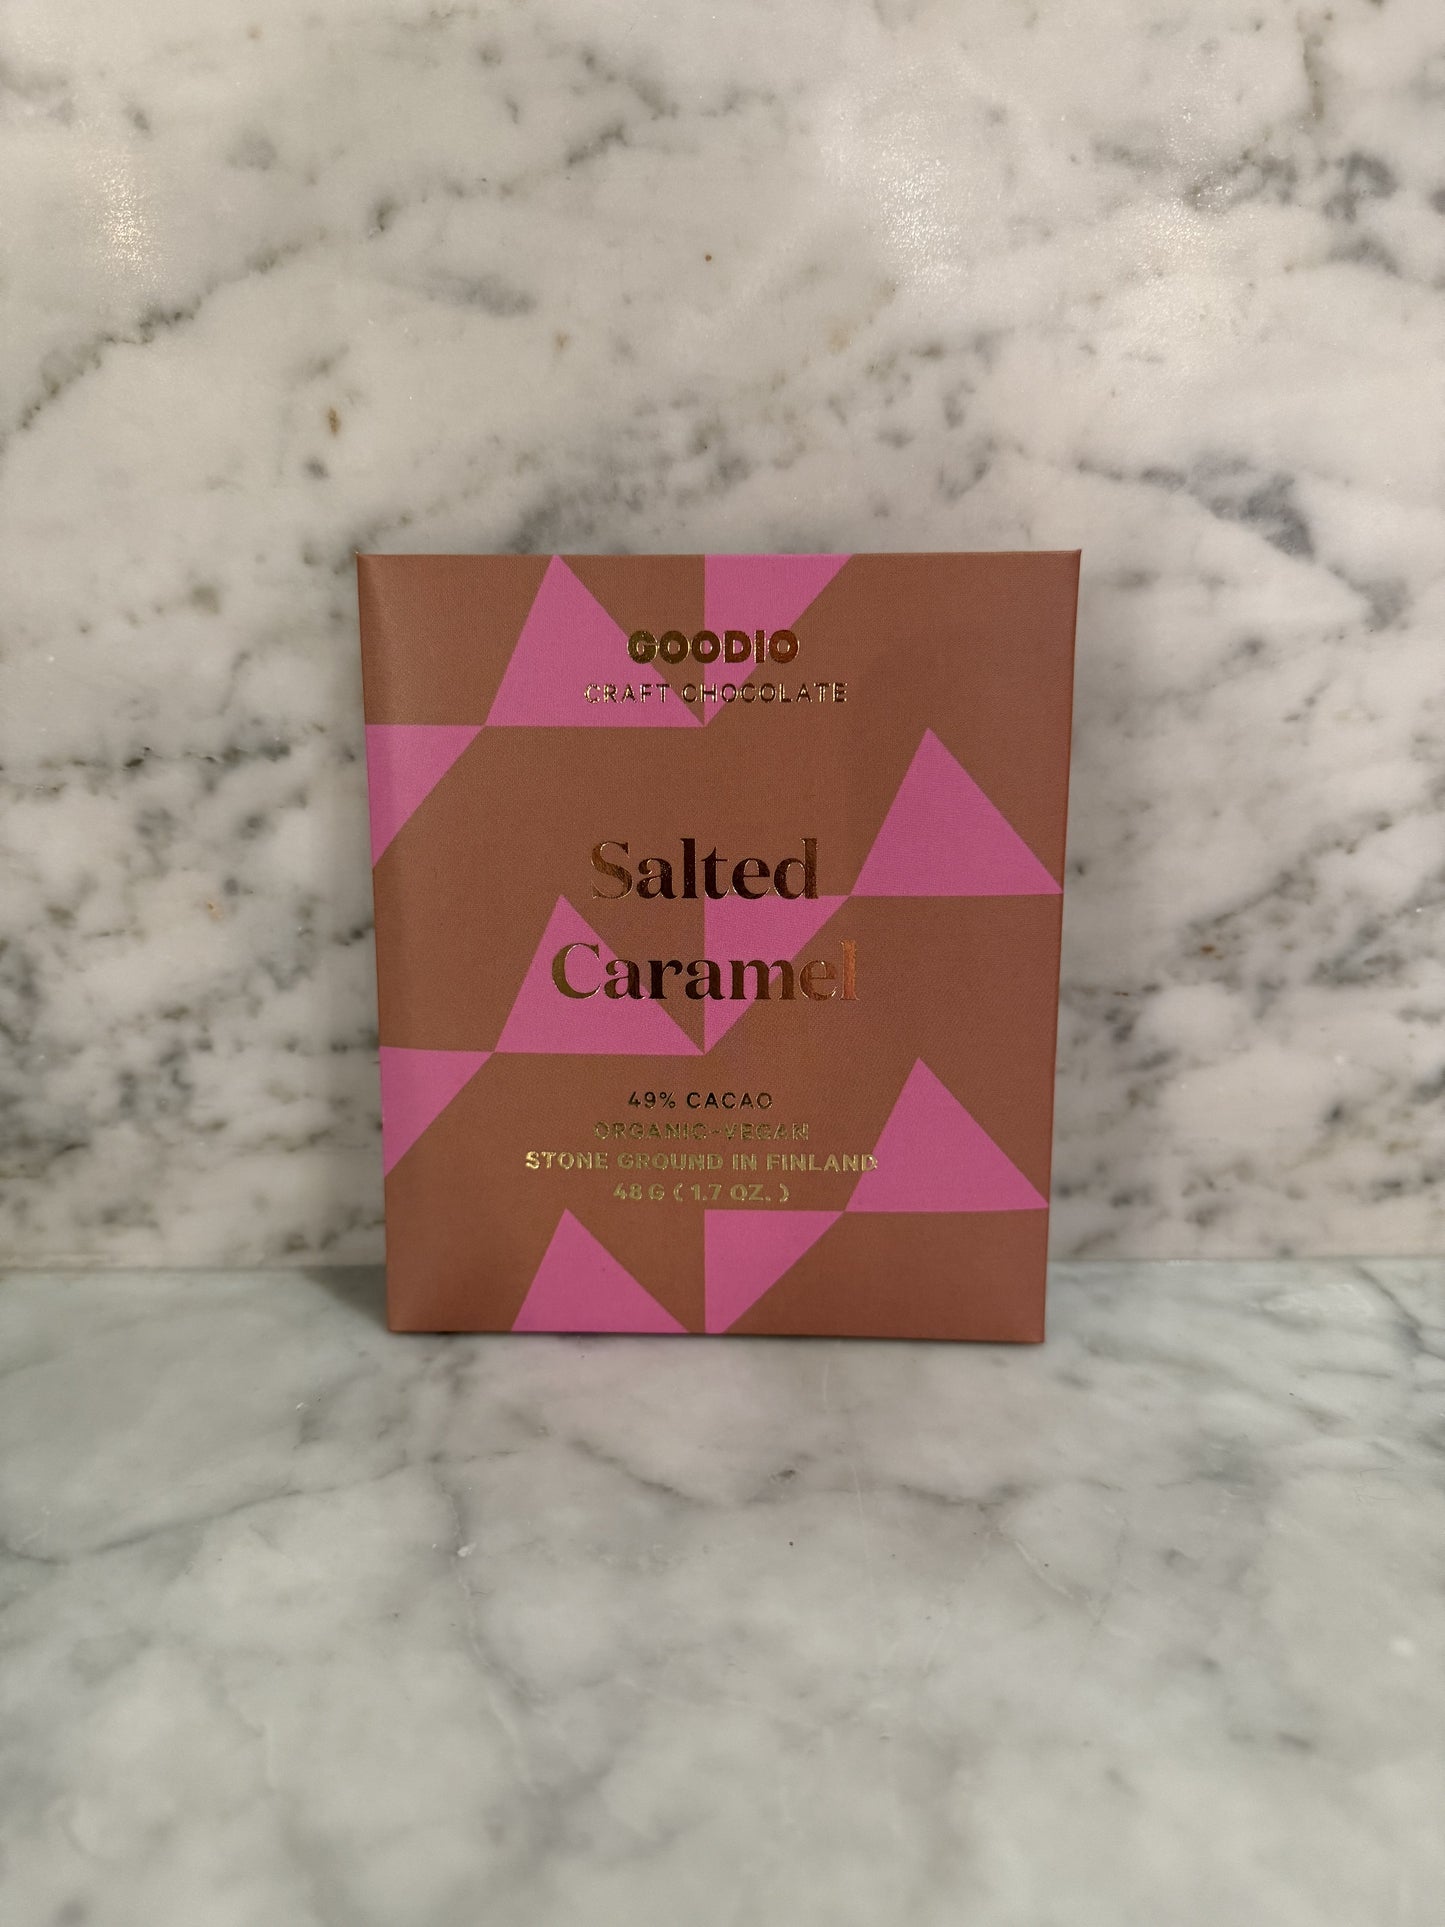 GOODIO
CRAFT CHOCOLATE
Salted
Caramel
49% CACAO
ORGANIC-VEGAN
STONE GROUND IN FINLAND
48 G ( 1.7 OZ. )